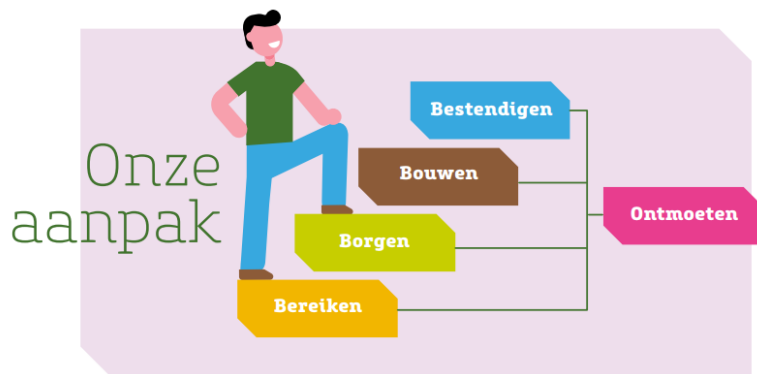 Onze
aanpak
Bestendigen
Bouwen
Borgen
Bereiken
Ontmoeten